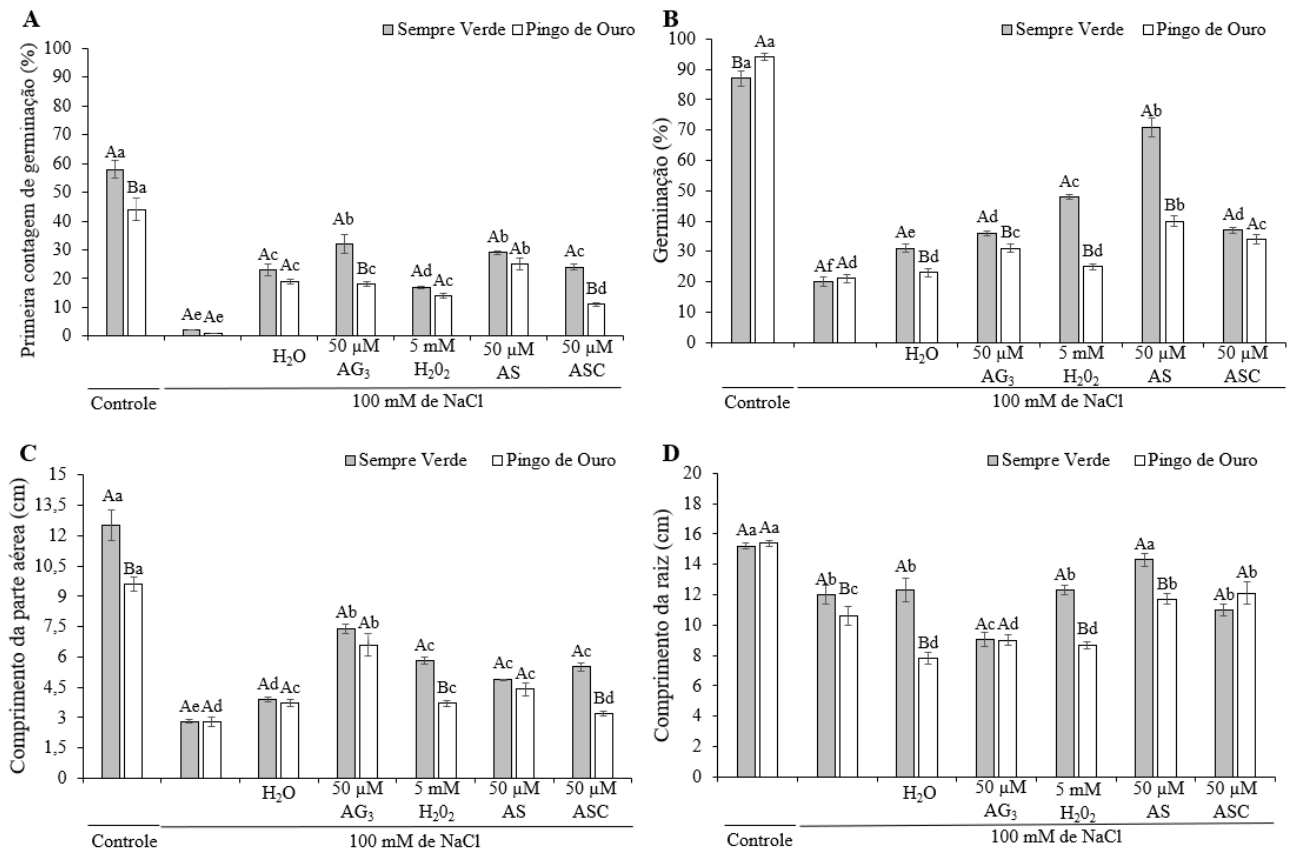 A
Sempre Verde Pingo de Ouro
Primeira contagem de germinação (%)
100
90
80
70
60
50
40
30
20
10
0
Aa
Ba
Ae Ae
Ac
Ac
Ab
Bc
Ad
Ac
Ab
Ab
Ac
Bd
H₂O
50 µM
AG₃
5 mM
H₂0₂
50 µM
AS
50 µM
ASC
Controle
100 mM de NaCl
B
Sempre Verde Pingo de Ouro
Germinação (%)
100
90
80
70
60
50
40
30
20
10
0
Ba
Aa
Af Ad
Ae
Bd
Ad
Bc
Ac
Bd
Ab
Bb
Ad
Ac
H₂O
50 µM
AG₃
5 mM
H₂0₂
50 µM
AS
50 µM
ASC
Controle
100 mM de NaCl
C
Sempre Verde Pingo de Ouro
Comprimento da parte aérea (cm)
15
13,5
12
10,5
9
7,5
6
4,5
3
1,5
0
Aa
Ba
Ae Ad
Ad
Ac
Ab
Ab
Ac
Bc
Ac
Ac
Ac
Bd
H₂O
50 µM
AG₃
5 mM
H₂0₂
50 µM
AS
50 µM
ASC
Controle
100 mM de NaCl
D
Sempre Verde Pingo de Ouro
Comprimento da raiz (cm)
20
18
16
14
12
10
8
6
4
2
0
Aa Aa
Ab
Bc
Ab
Bd
Ac Ad
Ab
Bd
Aa
Bb
Ab
Ab
H₂O
50 µM
AG₃
5 mM
H₂0₂
50 µM
AS
50 µM
ASC
Controle
100 mM de NaCl